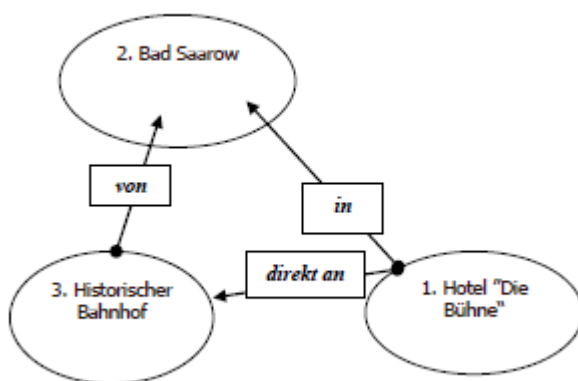 2. Bad Saarow
von
in
direkt an
3. Historischer
Bahnhof
1. Hotel "Die
Bühne“